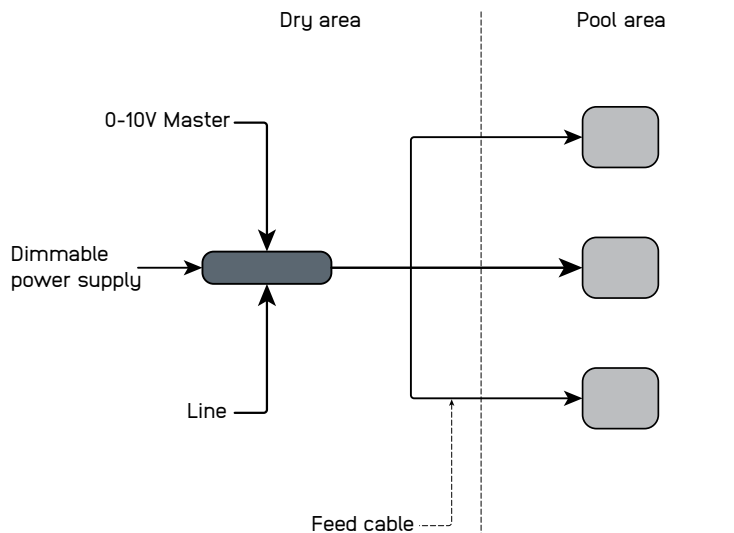 Dry area
Pool area
0-10V Master
Dimmable
power supply
Line
Feed cable